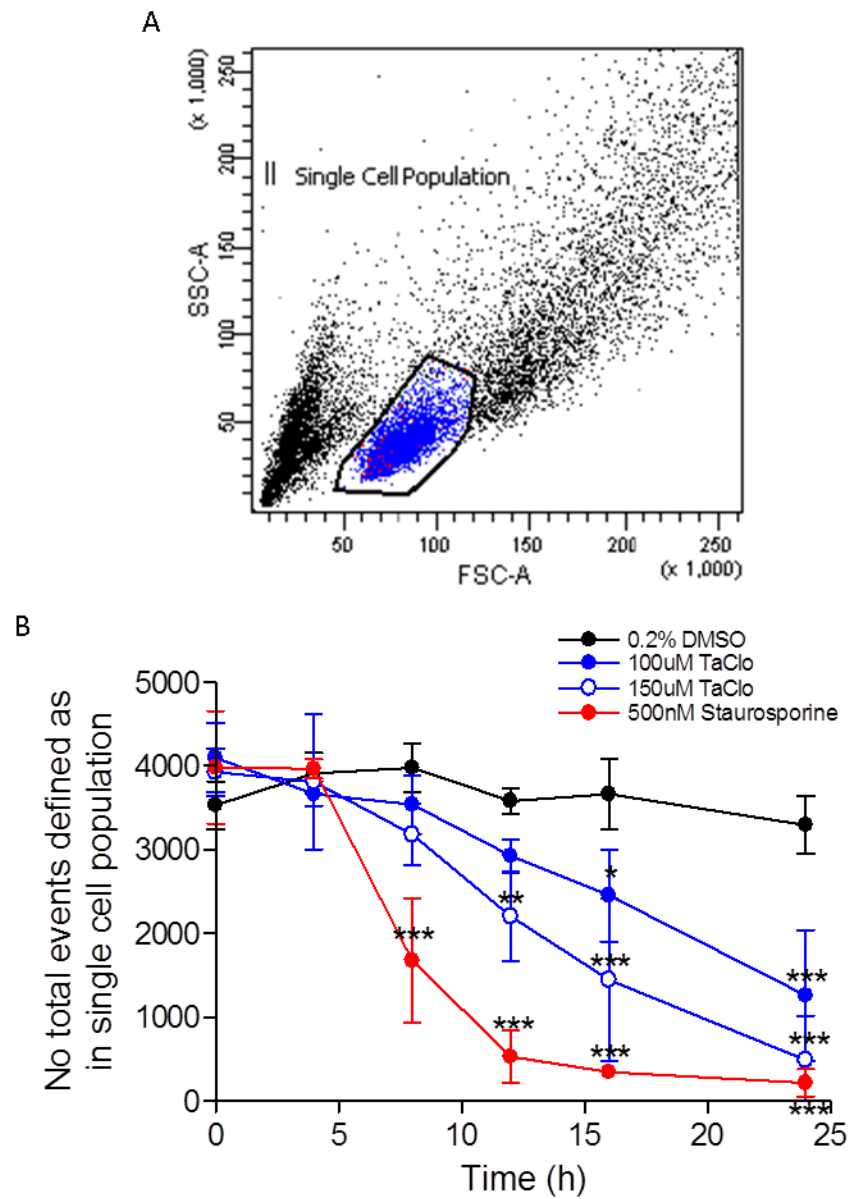 A
(x 1,000)
250
200
150
100
50
SSC-A
II Single Cell Population
50 100 150 200 250
FSC-A (x 1,000)
B
0.2% DMSO
100uM TaClo
150uM TaClo
500nM Staurosporine
No total events defined as
in single cell population
5000
4000
3000
2000
1000
0
*
**
***
***
***
***
***
***
***
0 5 10 15 20 25
Time (h)